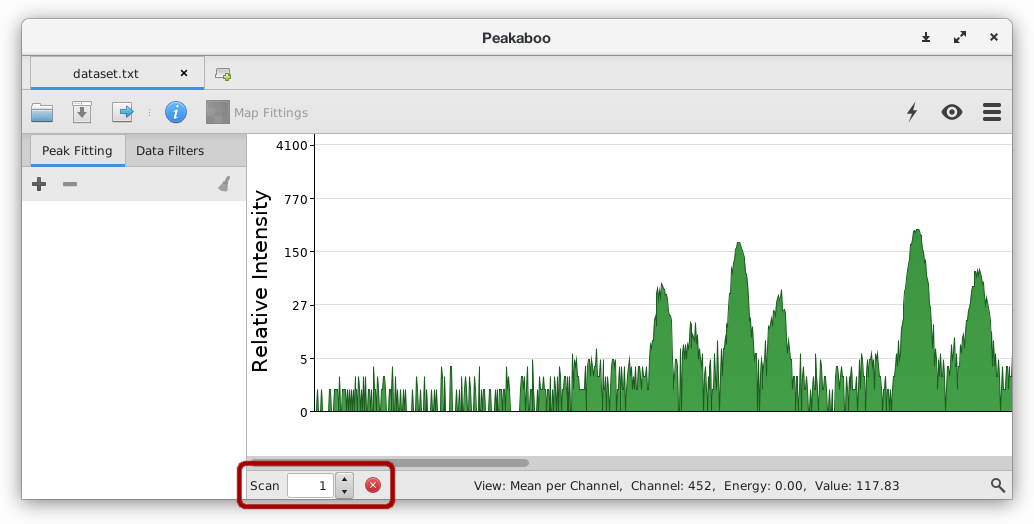 Peakaboo
dataset.txt
Map Fittings
Peak Fitting Data Filters
4100
770
150
27
5
0
Relative Intensity
Scan 1 View: Mean per Channel, Channel: 452, Energy: 0.00, Value: 117.83